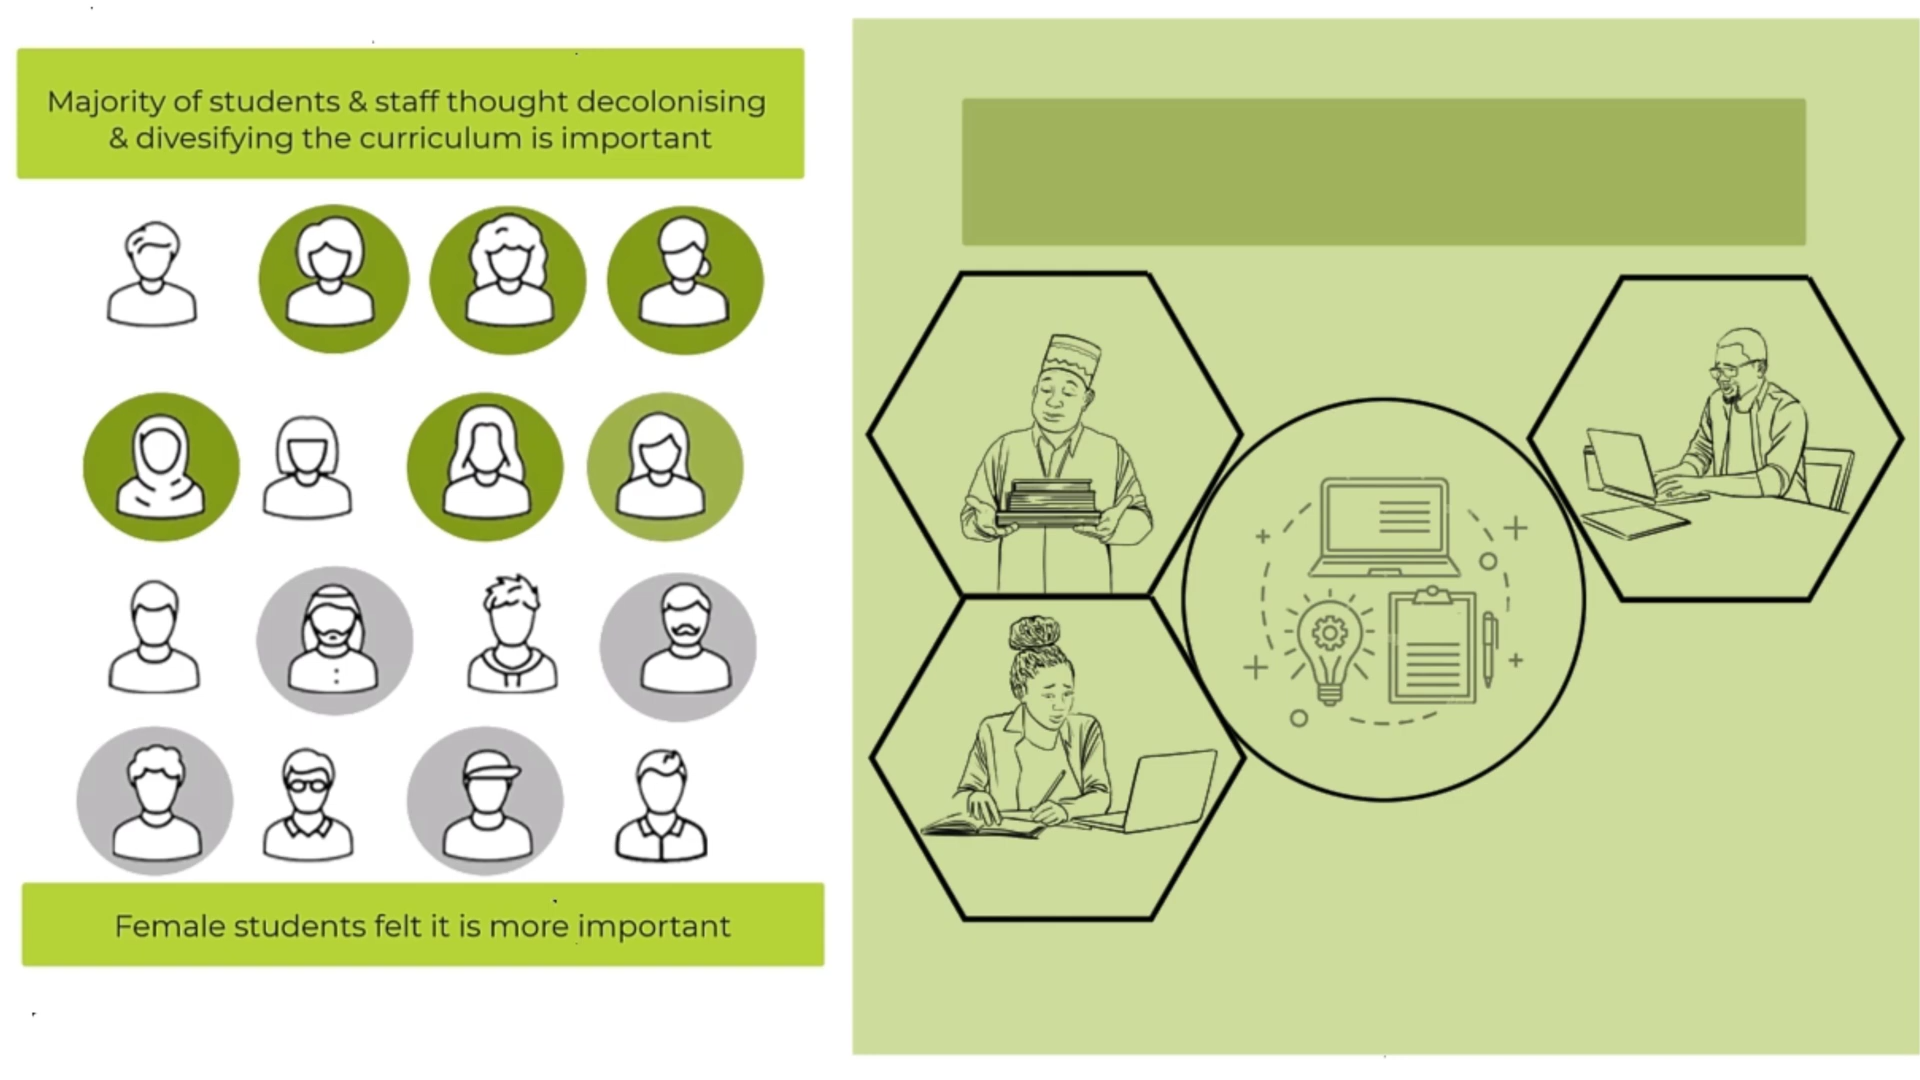 Majority of students & staff thought decolonising
& divesifying the curriculum is important
Female students felt it is more important